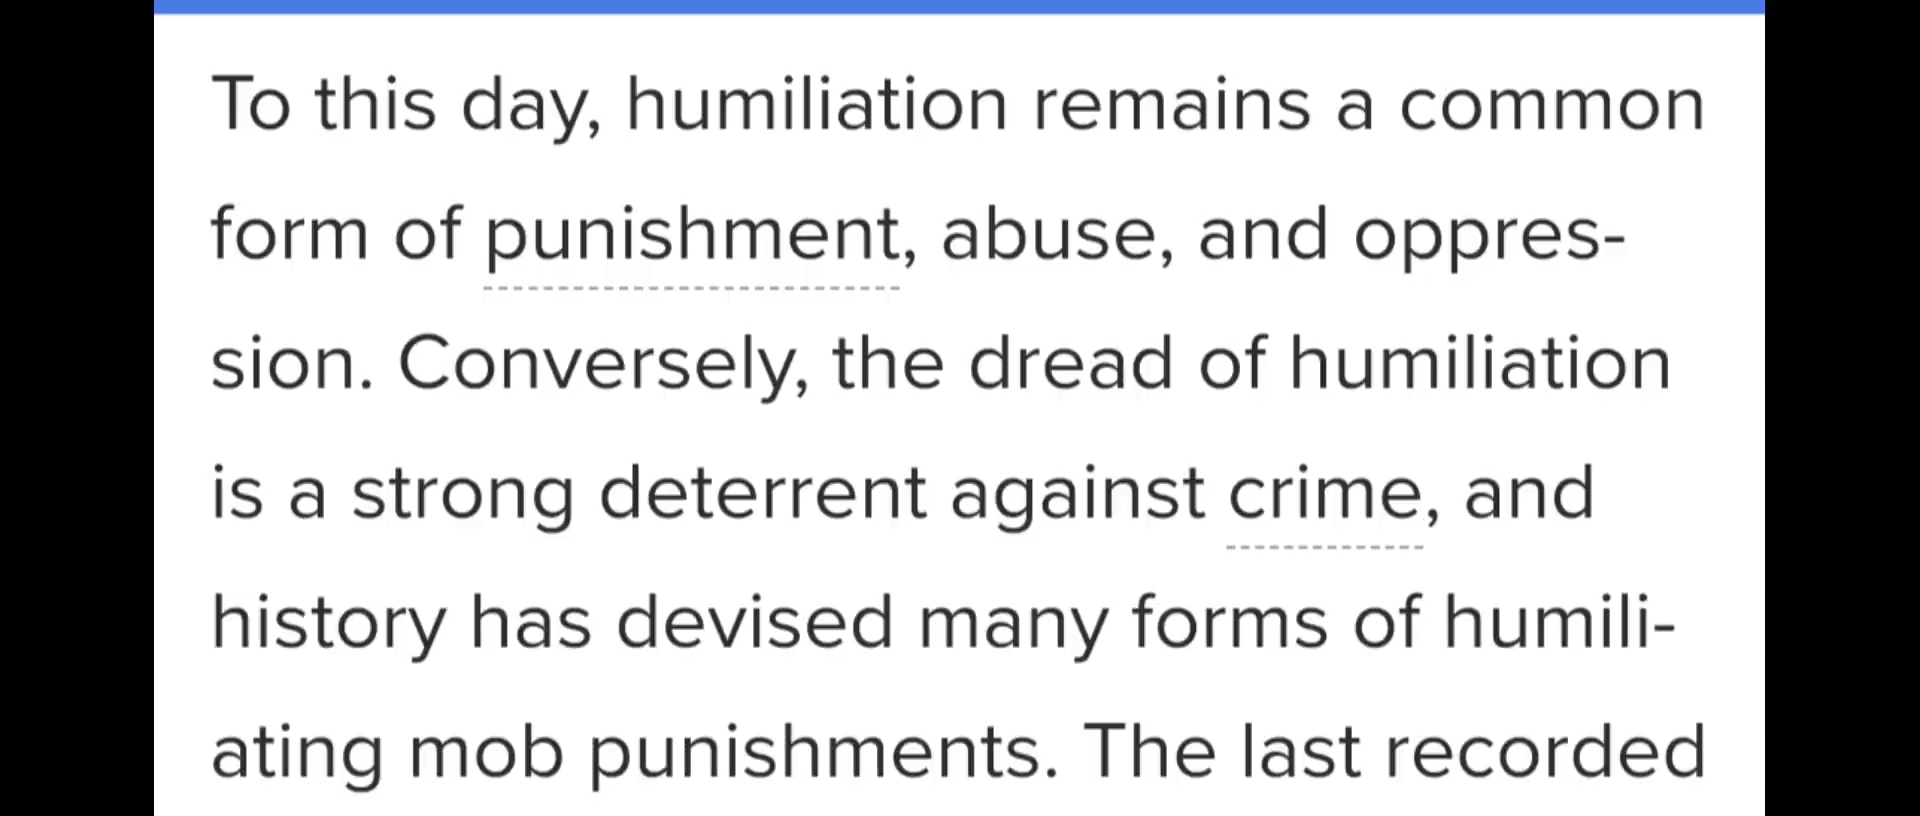 To this day, humiliation remains a common
form of punishment, abuse, and oppres-
sion. Conversely, the dread of humiliation
is a strong deterrent against crime, and
history has devised many forms of humili-
ating mob punishments. The last recorded